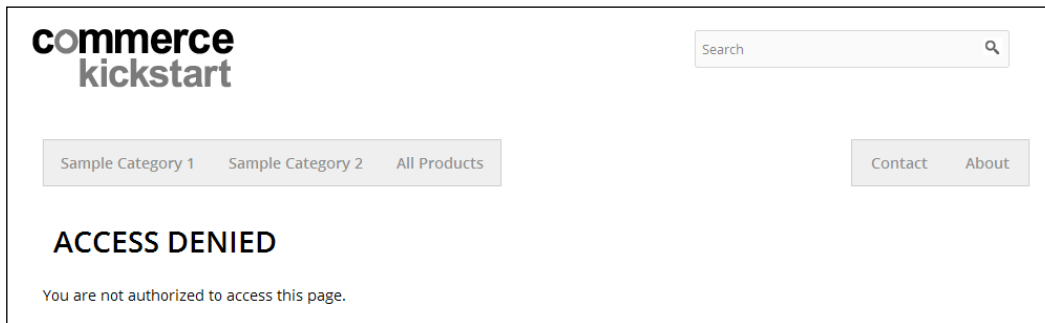 commerce
kickstart
Search
Sample Category 1 Sample Category 2 All Products Contact About
ACCESS DENIED
You are not authorized to access this page.